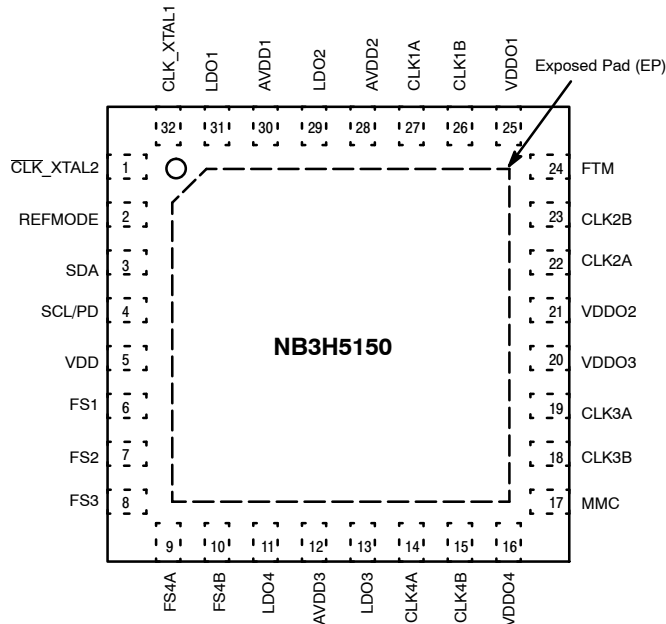 CLK_XTAL1
LDO1
AVDD1
LDO2
AVDD2
CLK1A
CLK1B
VDDO1
Exposed Pad (EP)
32 31 30 29 28 27 26 25
C̅L̅K̅_XTAL2 1
REFMODE 2
SDA 3
SCL/PD 4
VDD 5
FS1 6
FS2 7
FS3 8
NB3H5150
24 FTM
23 CLK2B
22 CLK2A
21 VDDO2
20 VDDO3
19 CLK3A
18 CLK3B
17 MMC
9 10 11 12 13 14 15 16
FS4A
FS4B
LDO4
AVDD3
LDO3
CLK4A
CLK4B
VDDO4